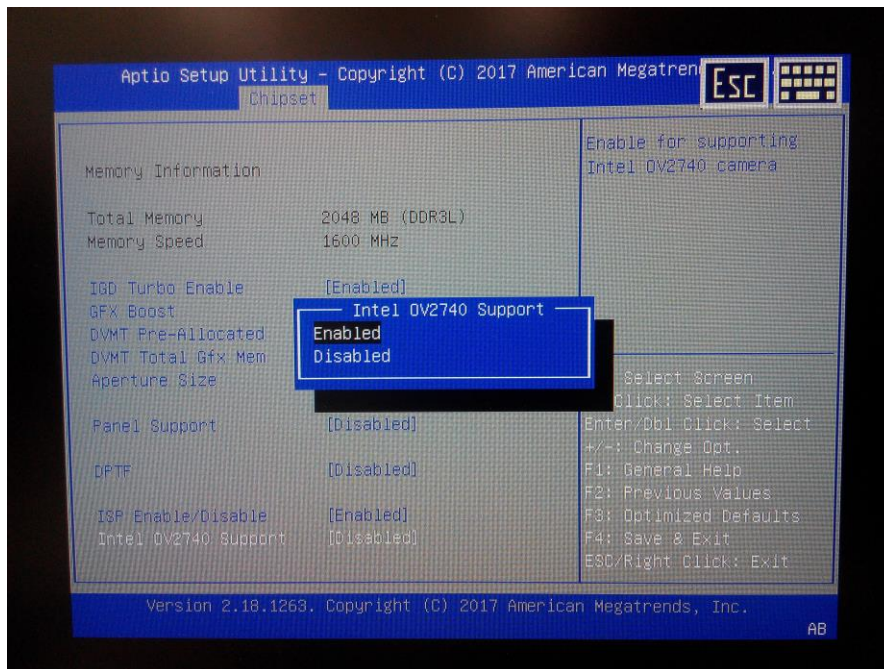 Aptio Setup Utility – Copyright (C) 2017 American Megatren
Esc
Chipset
Enable for supporting
Intel OV2740 camera
Memory Information
Total Memory 2048 MB (DDR3L)
Memory Speed 1600 MHz
IGD Turbo Enable [Enabled]
GFX Boost
DVMT Pre-Allocated
DVMT Total Gfx Mem
Aperture Size
Panel Support [Disabled]
DPTF [Disabled]
ISP Enable/Disable [Enabled]
Intel OV2740 Support [Disabled]
Intel OV2740 Support
Enabled
Disabled
Select Screen
Click: Select Item
Enter/Dbl Click: Select
+/-: Change Opt.
F1: General Help
F2: Previous Values
F3: Optimized Defaults
F4: Save & Exit
ESC/Right Click: Exit
Version 2.18.1263. Copyright (C) 2017 American Megatrends, Inc.
AB